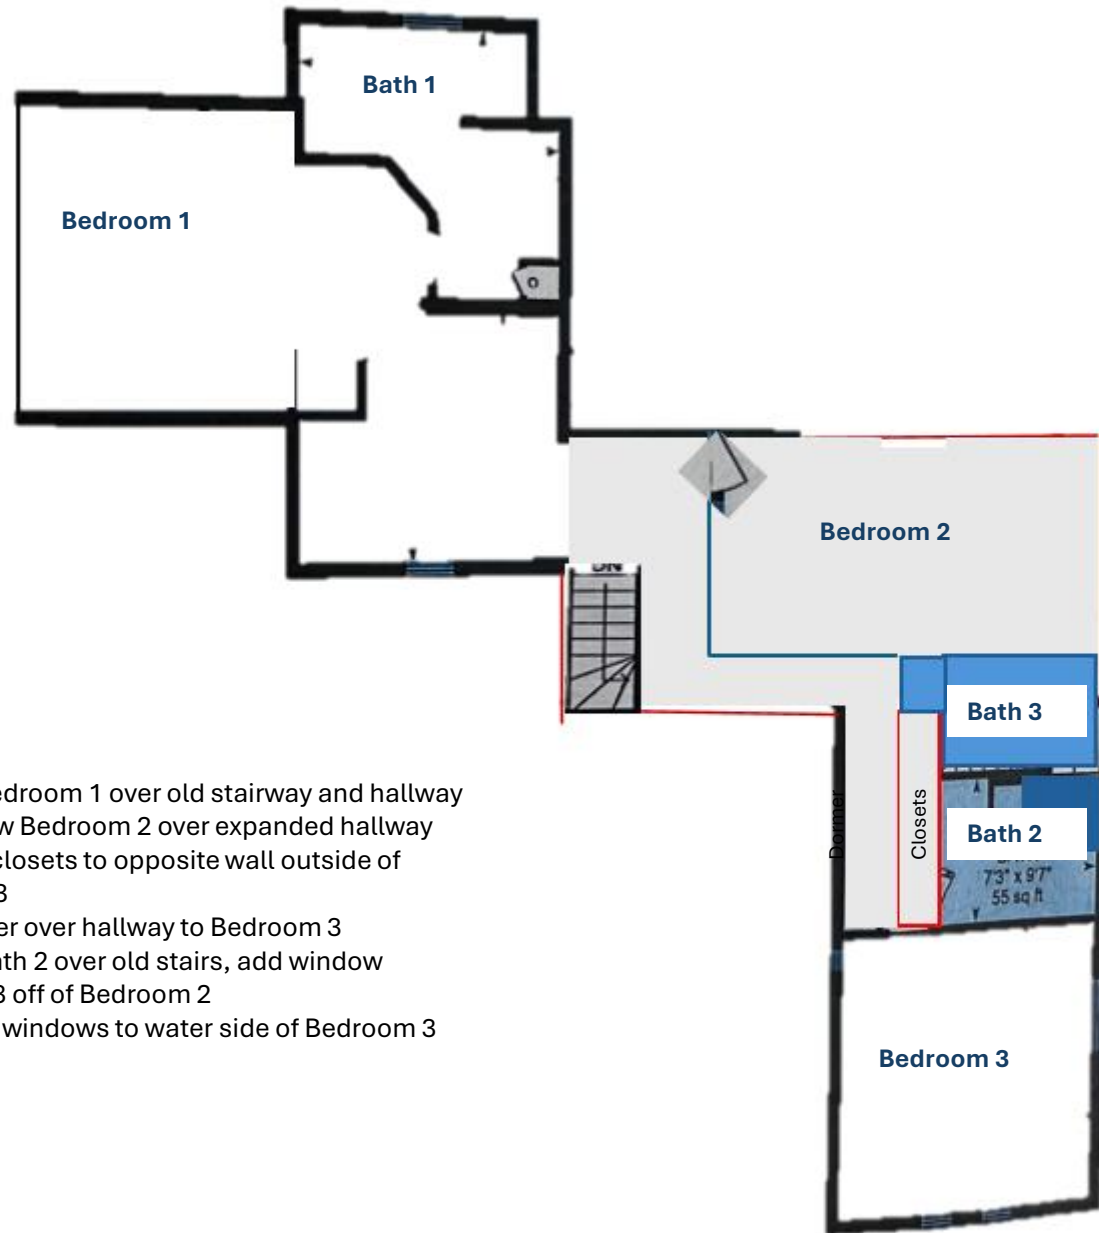 Bath 1
Bedroom 1
Bedroom 2
DN
Bath 3
Closets
Dormer
Bath 2
7'3" x 9'7"
55 sq ft
edroom 1 over old stairway and hallway
w Bedroom 2 over expanded hallway
closets to opposite wall outside of
3
er over hallway to Bedroom 3
ath 2 over old stairs, add window
3 off of Bedroom 2
windows to water side of Bedroom 3
Bedroom 3